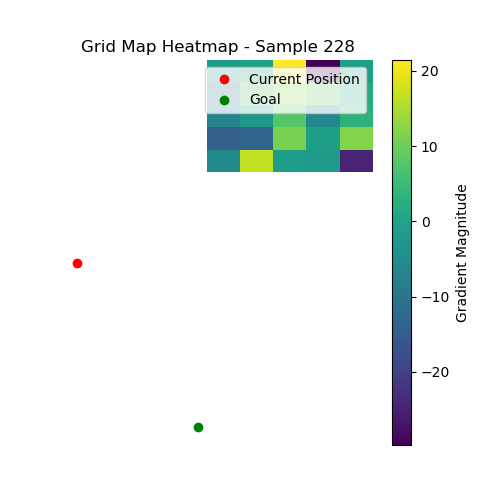 Grid Map Heatmap - Sample 228
Current Position
Goal
20
10
0
−10
−20
Gradient Magnitude